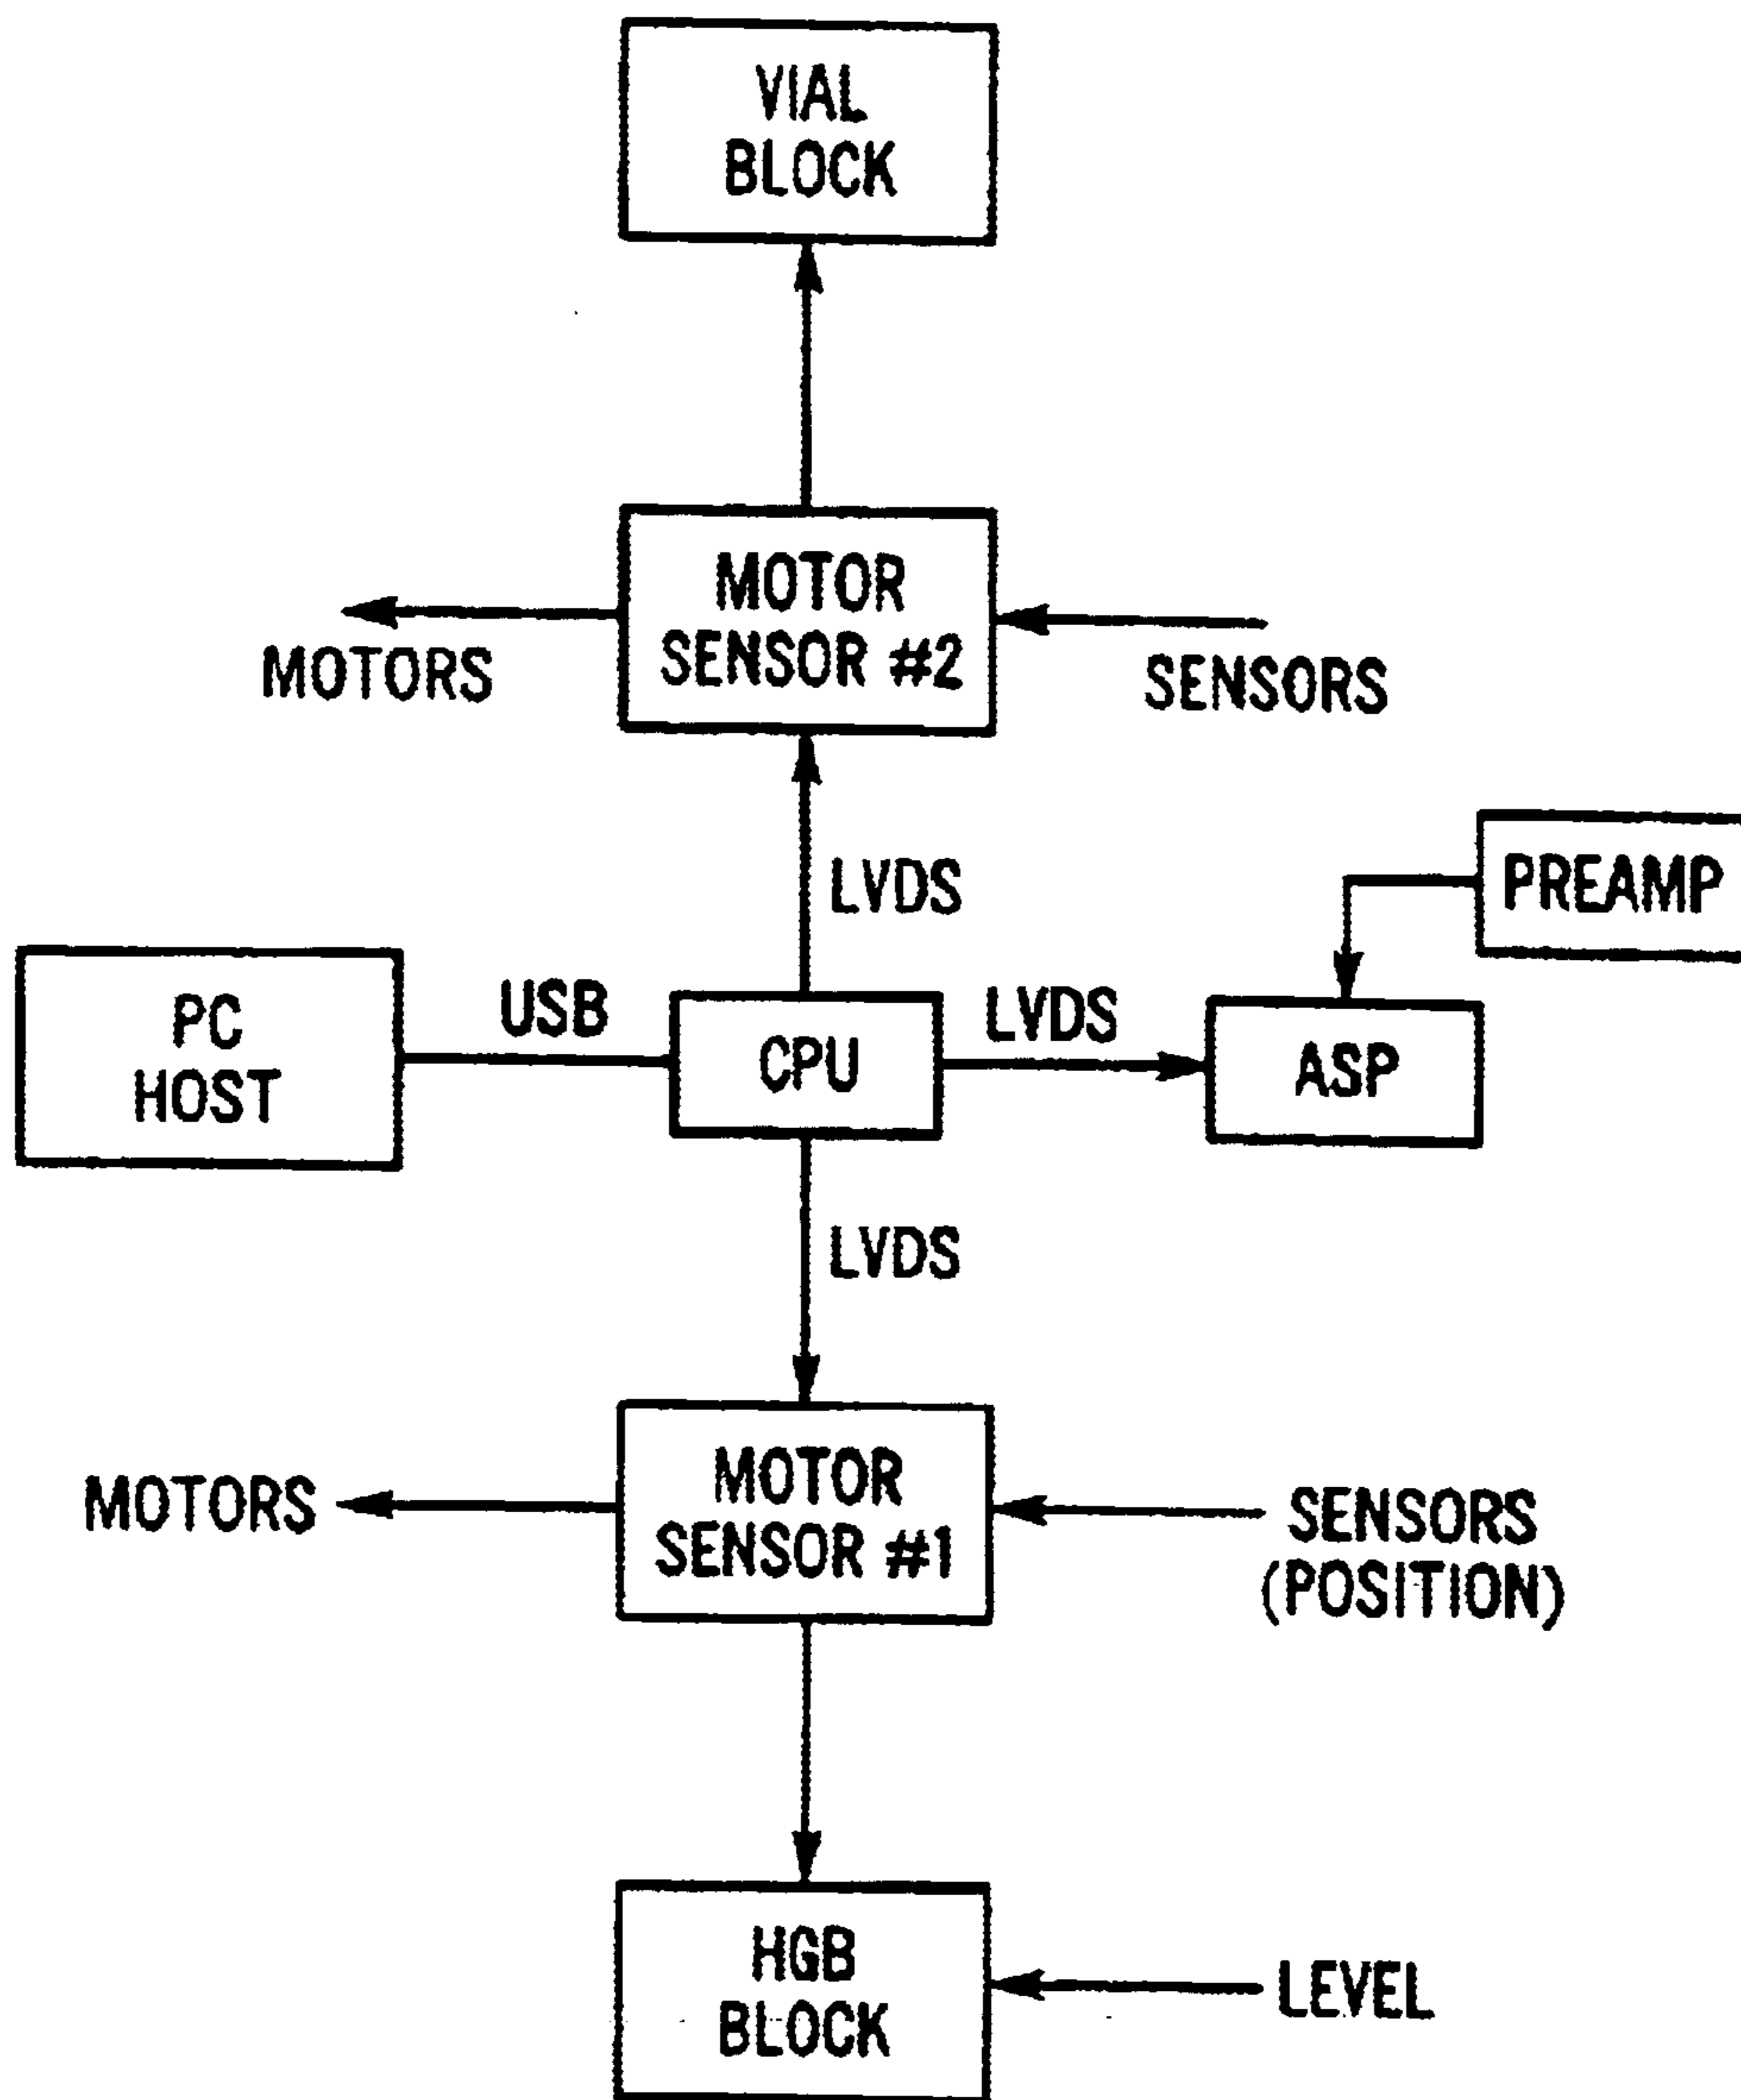 VIAL
BLOCK
MOTOR
SENSOR #2
MOTORS
SENSORS
LVDS
PREAMP
PC
HOST
USB
CPU
LVDS
ASP
LVDS
MOTOR
SENSOR #1
MOTORS
SENSORS
(POSITION)
HGB
BLOCK
LEVEL